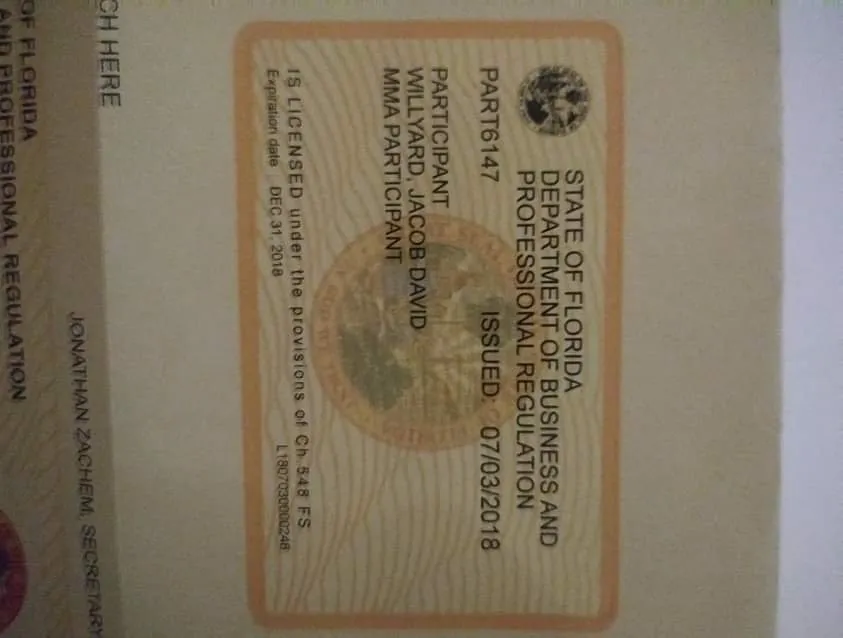 STATE OF FLORIDA
DEPARTMENT OF BUSINESS AND
PROFESSIONAL REGULATION
PART6147 ISSUED: 07/03/2018
PARTICIPANT
WILLYARD, JACOB DAVID
MMA PARTICIPANT
IS LICENSED under the provisions of Ch. 548 FS
Expiration date DEC 31, 2018
L1807030000248
CH HERE
JONATHAN ZACHEM, SECRETARY
OF FLORIDA
AND PROFESSIONAL REGULATION